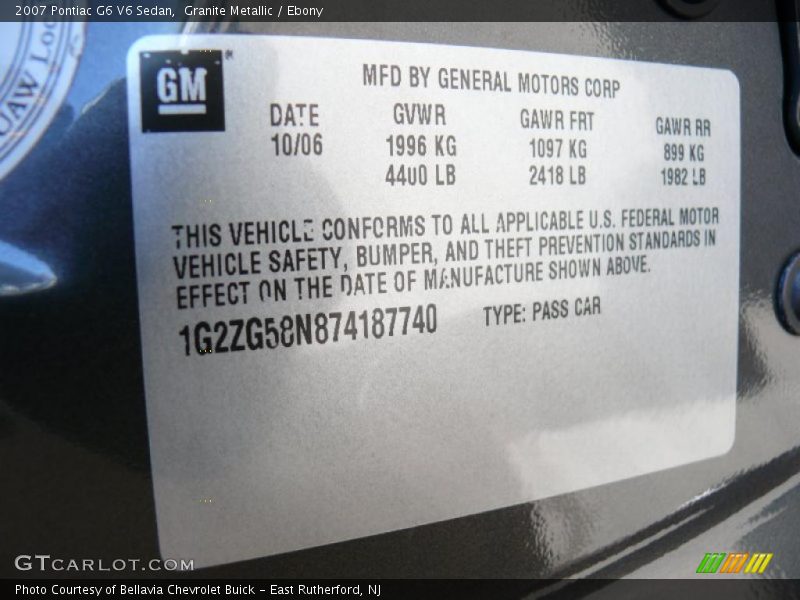 2007 Pontiac G6 V6 Sedan, Granite Metallic / Ebony
UAW Loc
GM
MFD BY GENERAL MOTORS CORP
DATE GVWR GAWR FRT GAWR RR
10/06 1996 KG 1097 KG 899 KG
4400 LB 2418 LB 1982 LB
THIS VEHICLE CONFORMS TO ALL APPLICABLE U.S. FEDERAL MOTOR
VEHICLE SAFETY, BUMPER, AND THEFT PREVENTION STANDARDS IN
EFFECT ON THE DATE OF MANUFACTURE SHOWN ABOVE.
1G2ZG58N874187740 TYPE: PASS CAR
GTCARLOT.COM
Photo Courtesy of Bellavia Chevrolet Buick - East Rutherford, NJ